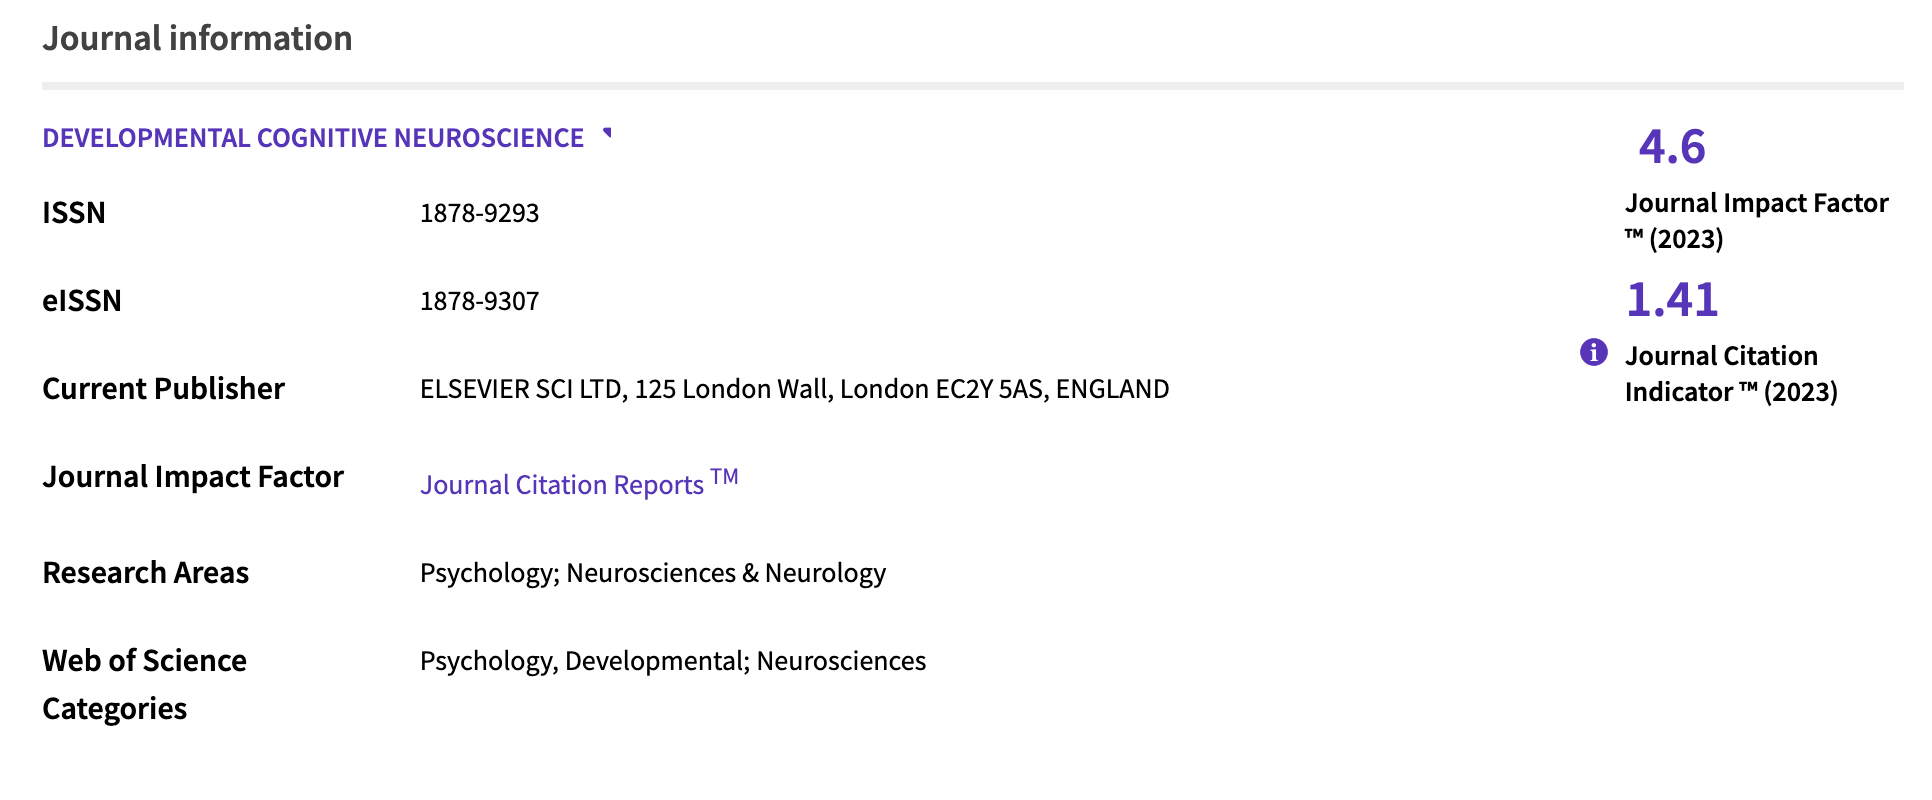 Journal information
DEVELOPMENTAL COGNITIVE NEUROSCIENCE
ISSN 1878-9293
eISSN 1878-9307
Current Publisher ELSEVIER SCI LTD, 125 London Wall, London EC2Y 5AS, ENGLAND
Journal Impact Factor Journal Citation Reports TM
Research Areas Psychology; Neurosciences & Neurology
Web of Science Psychology, Developmental; Neurosciences
Categories
4.6
Journal Impact Factor
™ (2023)
1.41
Journal Citation
Indicator ™ (2023)